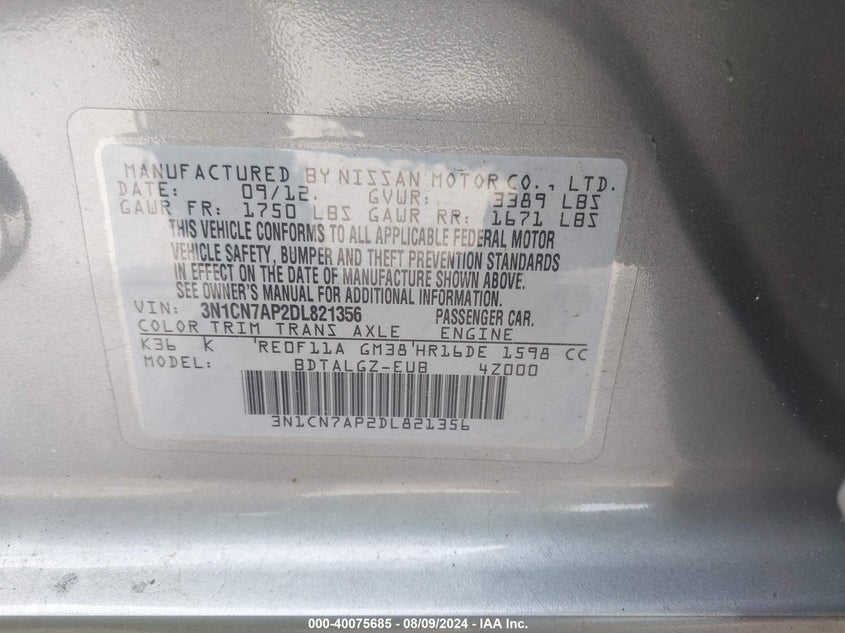 MANUFACTURED BY NISSAN MOTOR CO., LTD.
DATE: 09/12. GVWR: 3389 LBS
GAWR FR: 1750 LBS GAWR RR: 1671 LBS
THIS VEHICLE CONFORMS TO ALL APPLICABLE FEDERAL MOTOR
VEHICLE SAFETY, BUMPER AND THEFT PREVENTION STANDARDS
IN EFFECT ON THE DATE OF MANUFACTURE SHOWN ABOVE.
SEE OWNER'S MANUAL FOR ADDITIONAL INFORMATION.
VIN: 3N1CN7AP2DL821356 PASSENGER CAR.
COLOR TRIM TRANS AXLE ENGINE
K36 K 'RE0F11A GM38'HR16DE 1598 CC
MODEL: BDTALGZ-EUB 4Z000
3N1CN7AP2DL821356
000-40075685 - 08/09/2024 - IAA Inc.